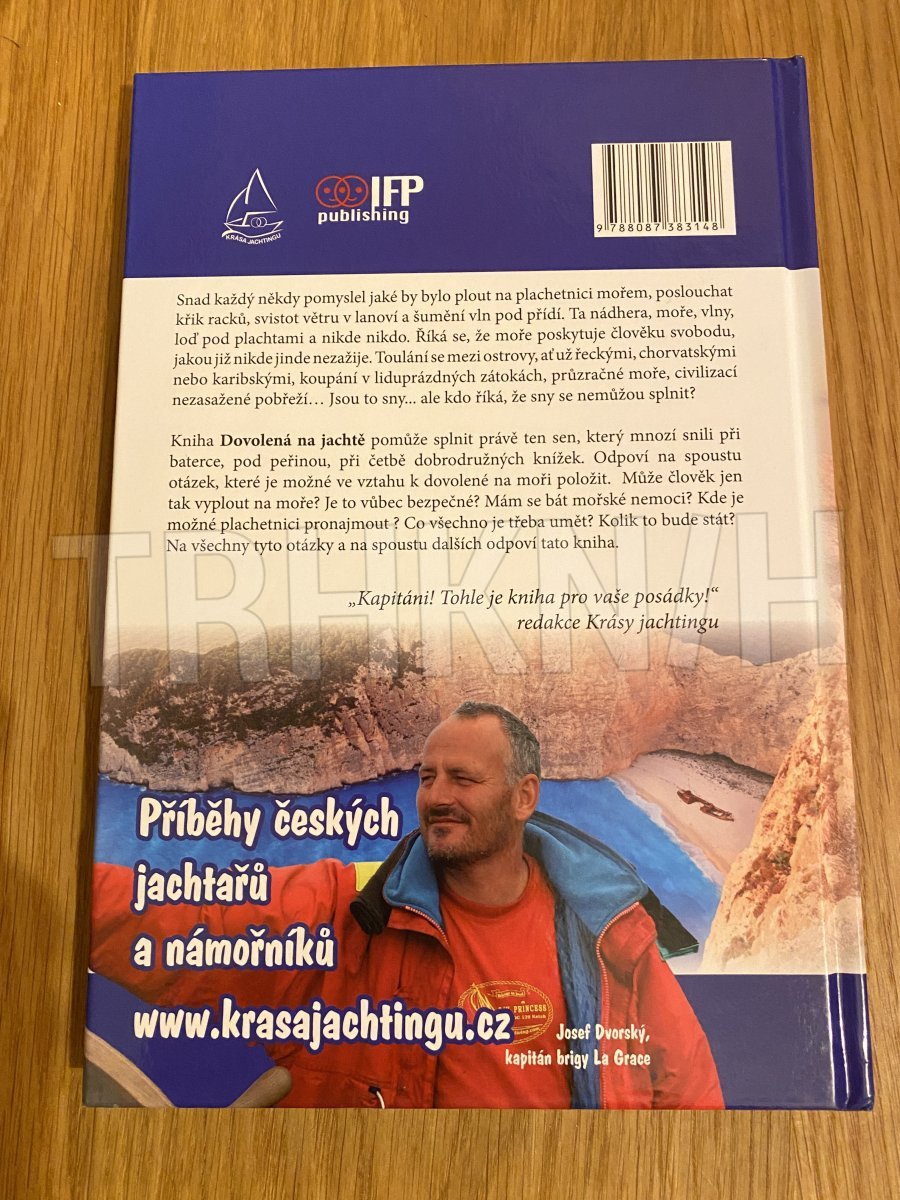 KRÁSA JACHTINGU
IFP
publishing
9 788087 383148
Snad každý někdy pomyslel jaké by bylo plout na plachetnici mořem, poslouchat
křik racků, svistot větru v lanoví a šumění vln pod přídí. Ta nádhera, moře, vlny,
loď pod plachtami a nikde nikdo. Říká se, že moře poskytuje člověku svobodu,
jakou již nikde jinde nezažije. Toulání se mezi ostrovy, ať už řeckými, chorvatskými
nebo karibskými, koupání v liduprázdných zátokách, průzračné moře, civilizací
nezasažené pobřeží… Jsou to sny... ale kdo říká, že sny se nemůžou splnit?
Kniha Dovolená na jachtě pomůže splnit právě ten sen, který mnozí snili při
baterce, pod peřinou, při četbě dobrodružných knížek. Odpoví na spoustu
otázek, které je možné ve vztahu k dovolené na moři položit. Může člověk jen
tak vyplout na moře? Je to vůbec bezpečné? Mám se bát mořské nemoci? Kde je
možné plachetnici pronajmout ? Co všechno je třeba umět? Kolik to bude stát?
Na všechny tyto otázky a na spoustu dalších odpoví tato kniha.
TRHKNIH
„Kapitáni! Tohle je kniha pro vaše posádky!“
redakce Krásy jachtingu
Příběhy českých
jachtařů
a námořníků
www.krasajachtingu.cz
PRINCESS
Josef Dvorský,
kapitán brigy La Grace